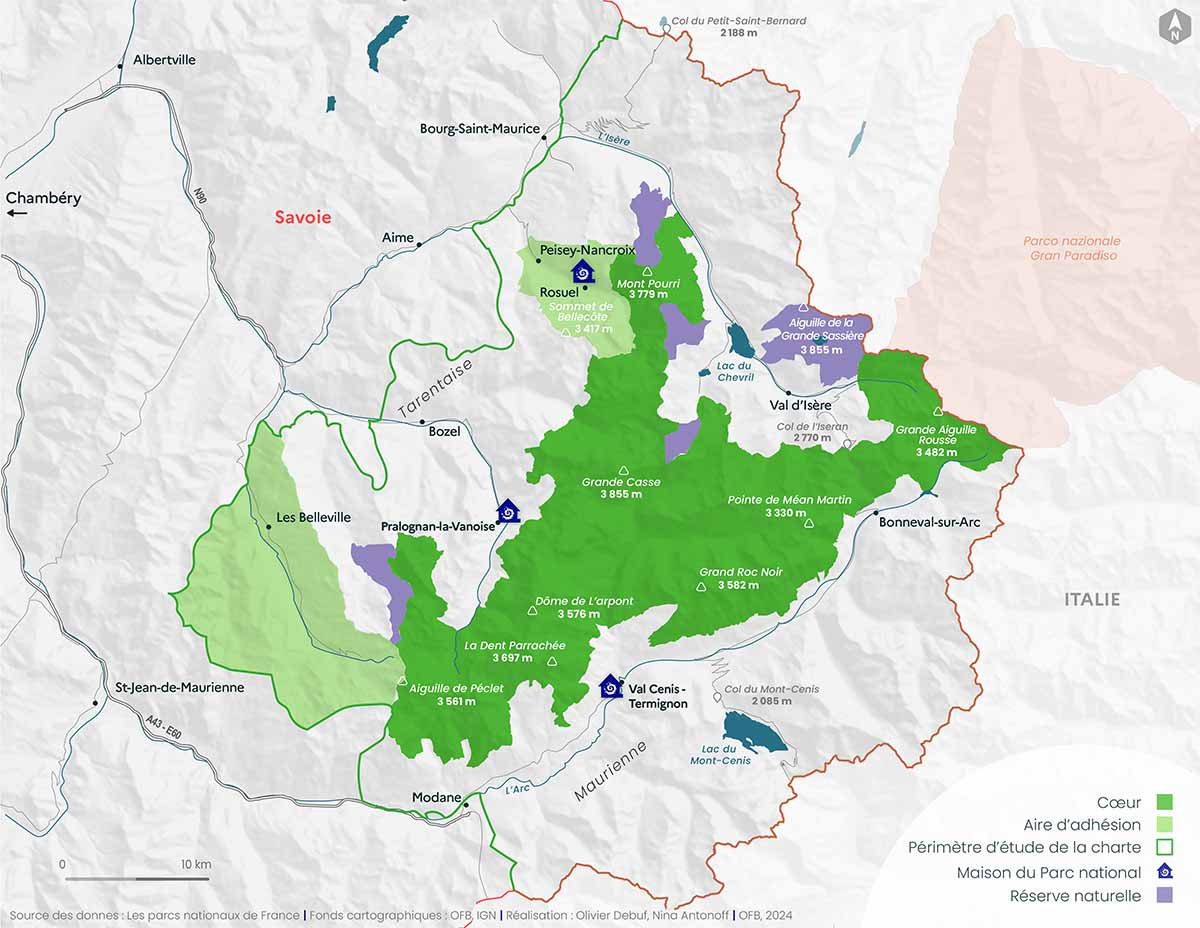 Col du Petit-Saint-Bernard
2 188 m
N
Albertville
Bourg-Saint-Maurice
L'Isère
N90
Chambéry
Savoie
Aime
Parco nazionale
Gran Paradiso
Peisey-Nancroix
Rosuel
Sommet de
Bellecôte
3 417 m
Mont Pourri
3 779 m
Aiguille de la
Grande Sassière
3 855 m
Lac du
Chevril
Tarentaise
Val d'Isère
Col de l'Iseran
2 770 m
Bozel
Grande Aiguille
Rousse
3 482 m
Grande Casse
3 855 m
Pointe de Méan Martin
3 330 m
Les Belleville
Pralognan-la-Vanoise
Bonneval-sur-Arc
Grand Roc Noir
3 582 m
ITALIE
Dôme de L'arpont
3 576 m
La Dent Parrachée
3 697 m
St-Jean-de-Maurienne
Aiguille de Péclet
3 561 m
Val Cenis -
Termignon
Col du Mont-Cenis
2 085 m
A43 - E60
Lac du
Mont-Cenis
Maurienne
L'Arc
Modane
Cœur
Aire d'adhésion
Périmètre d'étude de la charte
Maison du Parc national
Réserve naturelle
0 10 km
Source des donnes : Les parcs nationaux de France | Fonds cartographiques : OFB, IGN | Réalisation : Olivier Debuf, Nina Antonoff | OFB, 2024